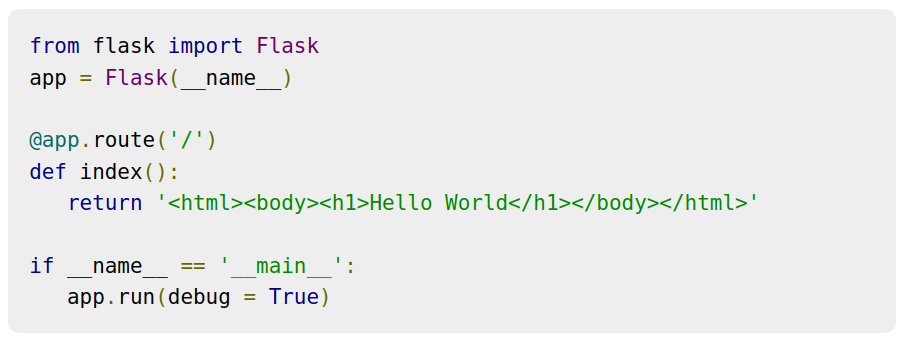 from flask import Flask
app = Flask(__name__)

@app.route('/')
def index():
   return '<html><body><h1>Hello World</h1></body></html>'

if __name__ == '__main__':
   app.run(debug = True)